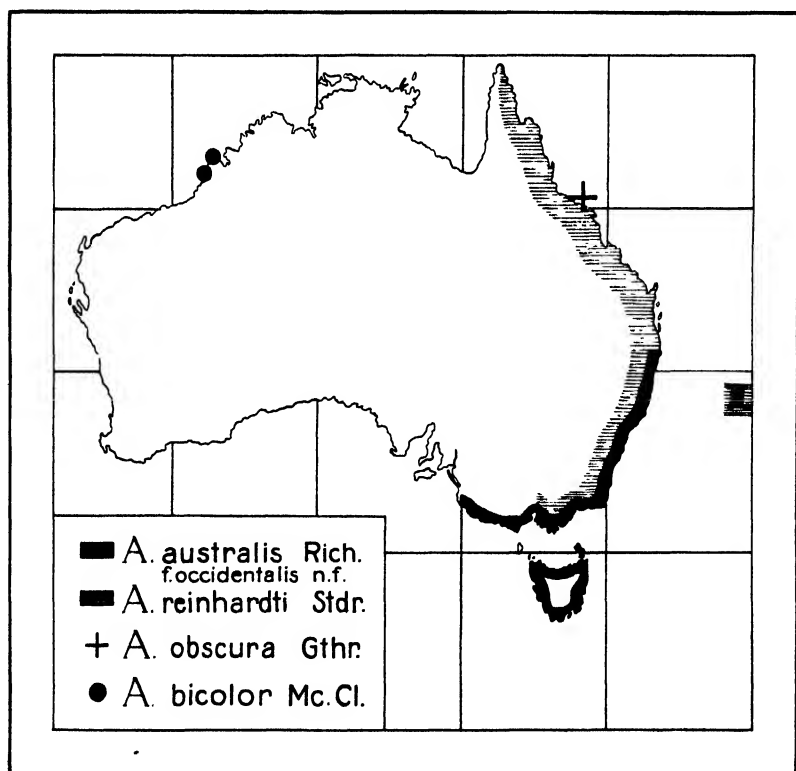 A. australis Rich.
f. occidentalis n.f.
A. reinhardti Stdr.
+ A. obscura Gthr.
A. bicolor Mc.Cl.